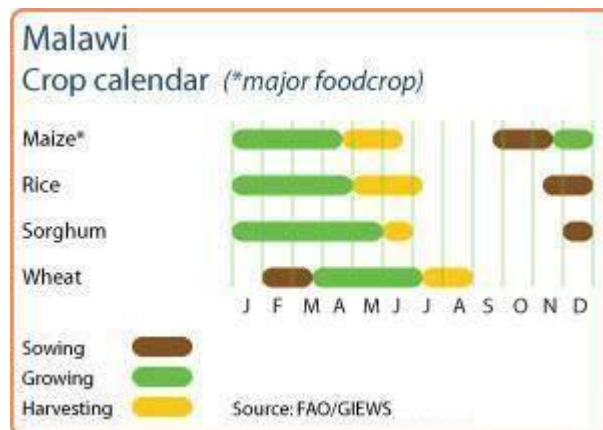 Malawi
Crop calendar (*major foodcrop)
Maize*
Rice
Sorghum
Wheat
J F M A M J J A S O N D
Sowing
Growing
Harvesting
Source: FAO/GIEWS